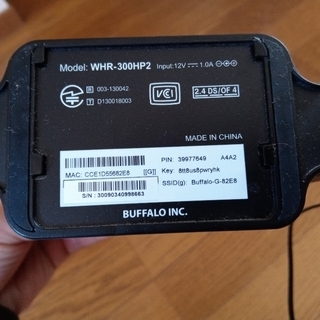 Model: WHR-300HP2 Input:12V 1.0A
R 003-130042
T D130018003
VCCI
2.4 DS/OF 4
MADE IN CHINA
PIN: 39977649 A4A2
MAC: CCE1D55682E8 [[G]] Key: 8tt8us8pwryhk
SSID(g): Buffalo-G-82E8
S/N : 30090340998663
BUFFALO INC.